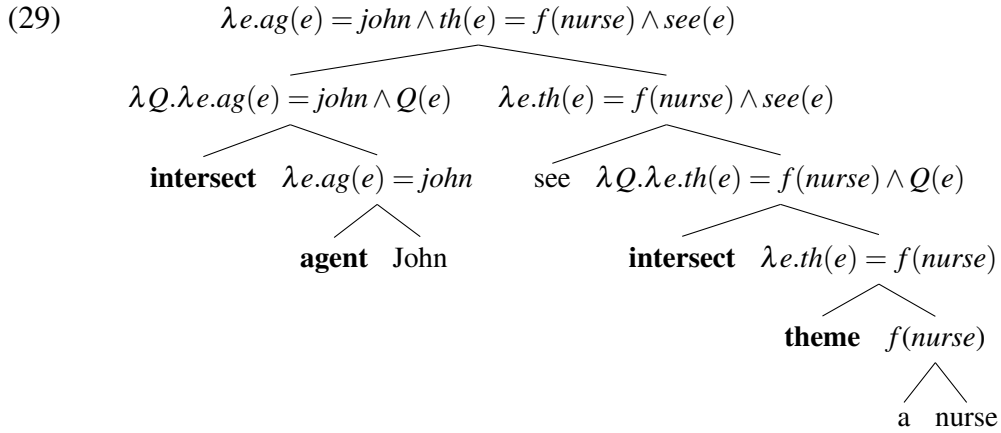 (29) λe.ag(e) = john ∧ th(e) = f(nurse) ∧ see(e)
λQ.λe.ag(e) = john ∧ Q(e) λe.th(e) = f(nurse) ∧ see(e)
intersect λe.ag(e) = john see λQ.λe.th(e) = f(nurse) ∧ Q(e)
agent John intersect λe.th(e) = f(nurse)
theme f(nurse)
a nurse